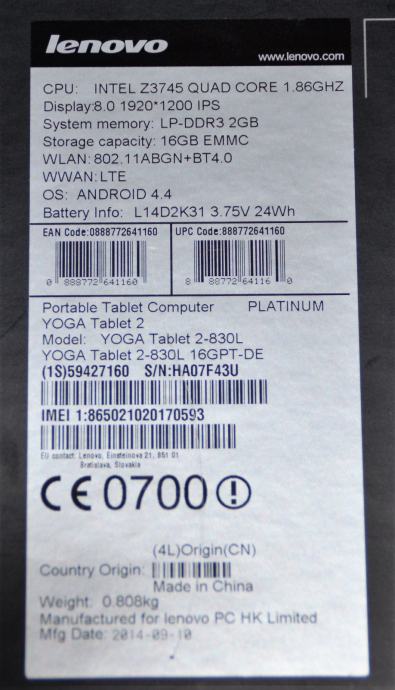 lenovo
www.lenovo.com
CPU: INTEL Z3745 QUAD CORE 1.86GHZ
Display:8.0 1920*1200 IPS
System memory: LP-DDR3 2GB
Storage capacity: 16GB EMMC
WLAN: 802.11ABGN+BT4.0
WWAN: LTE
OS: ANDROID 4.4
Battery Info: L14D2K31 3.75V 24Wh
EAN Code:0888772641160 UPC Code:888772641160
0 888772 641160 8 88772 64116 0
Portable Tablet Computer PLATINUM
YOGA Tablet 2
Model: YOGA Tablet 2-830L
YOGA Tablet 2-830L 16GPT-DE
(1S)59427160 S/N:HA07F43U
IMEI 1:865021020170593
EU contact: Lenovo, Einsteinova 21, 851 01
Bratislava, Slovakia
CE 0700
(4L)Origin(CN)
Country Origin:
Made in China
Weight: 0.808kg
Manufactured for lenovo PC HK Limited
Mfg Date: 2014-09-10